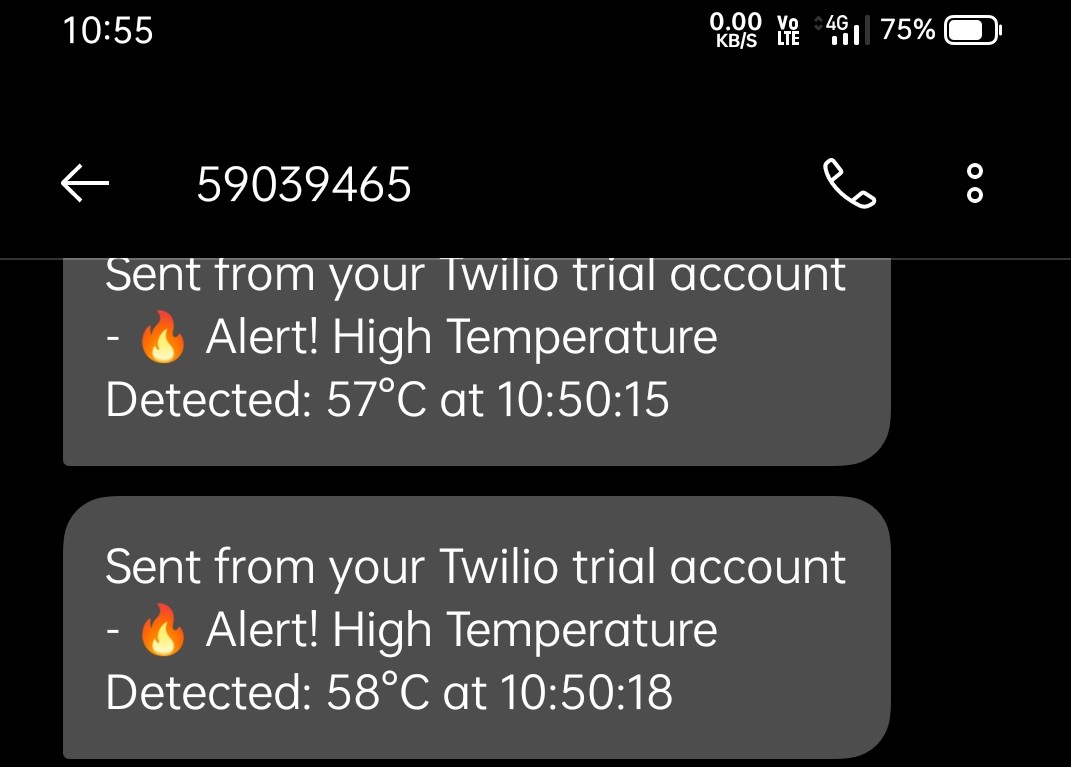 10:55
0.00 KB/S Vo LTE 4G 75%
59039465
Sent from your Twilio trial account
- 🔥 Alert! High Temperature
Detected: 57°C at 10:50:15
Sent from your Twilio trial account
- 🔥 Alert! High Temperature
Detected: 58°C at 10:50:18